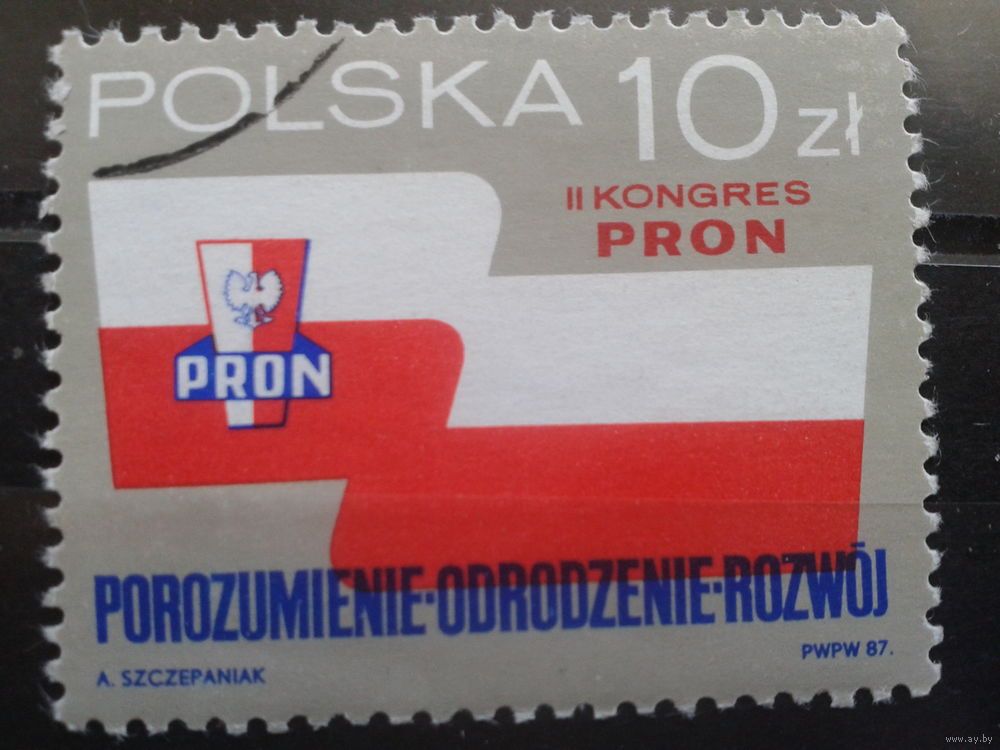 POLSKA 10 zł
II KONGRES
PRON
PRON
POROZUMIENIE·ODRODZENIE·ROZWÓJ
A. SZCZEPANIAK
PWPW 87.
www.ay.by